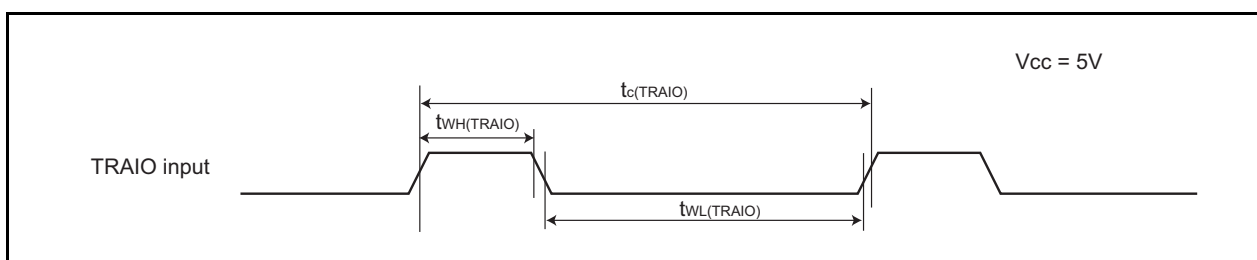 Vcc = 5V
tc(TRAIO)
tWH(TRAIO)
TRAIO input
tWL(TRAIO)